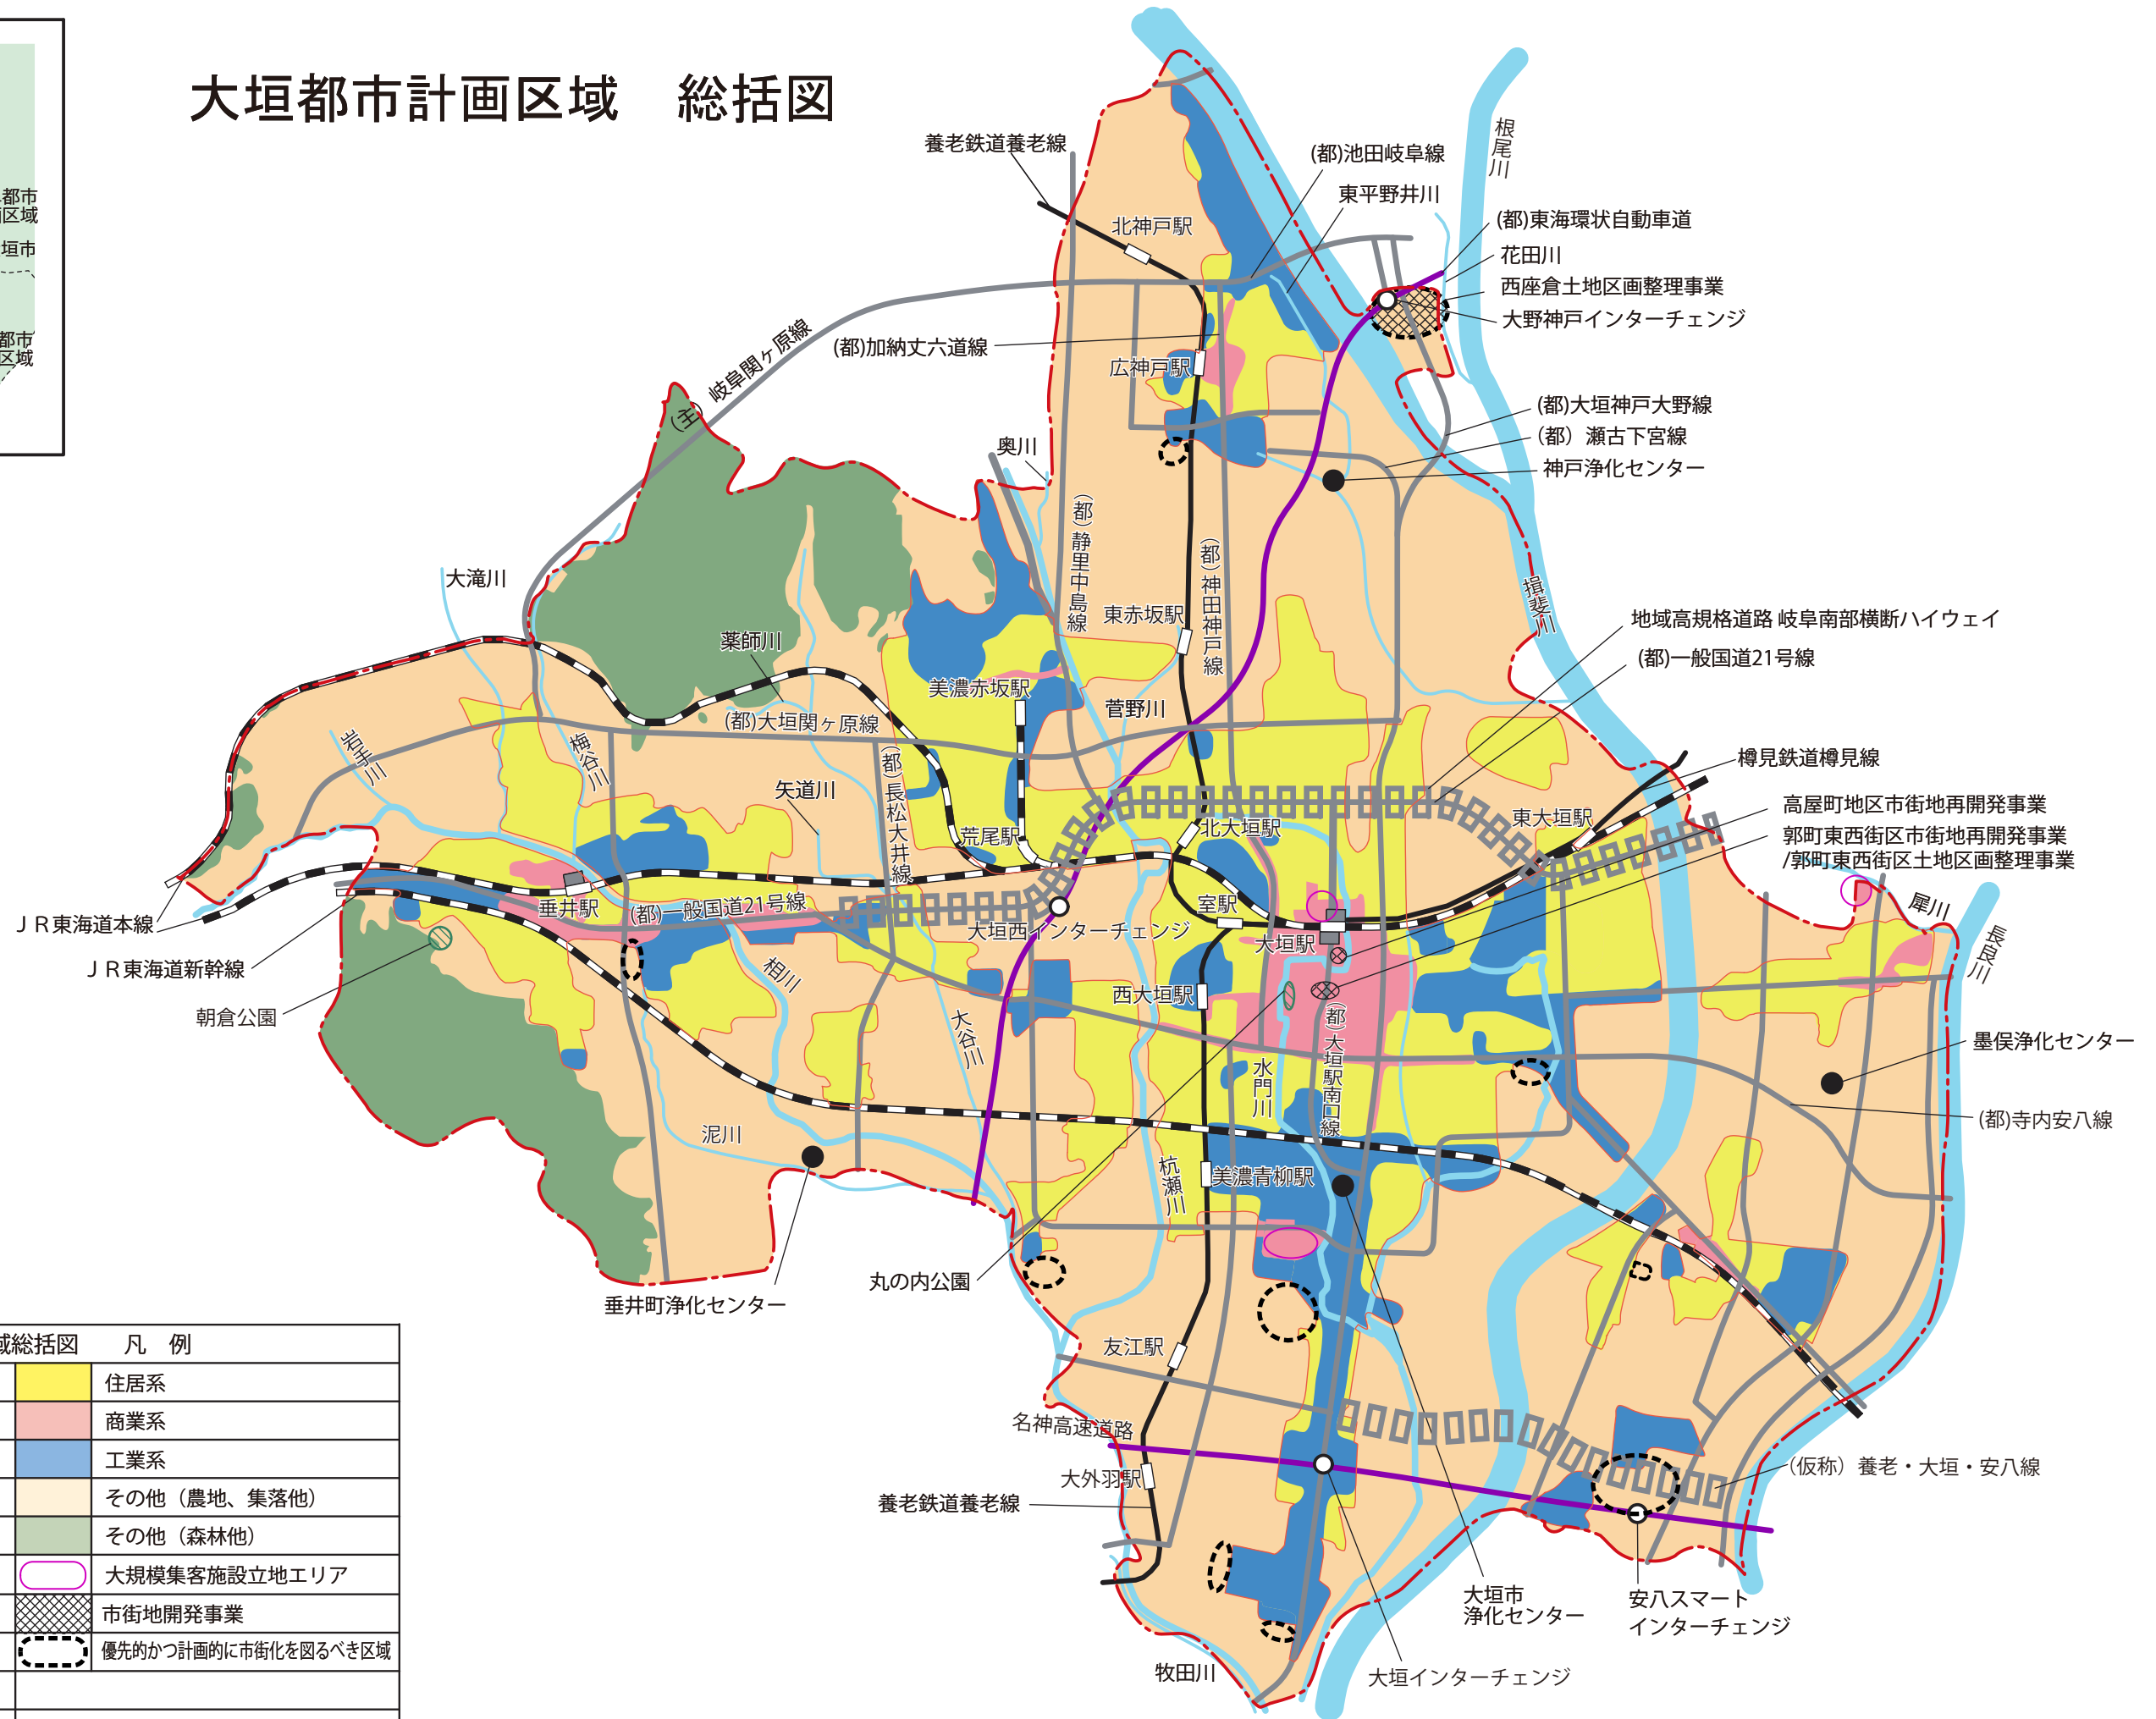 大垣都市計画区域　総括図
都市
画区域
垣市
都市
区域
養老鉄道養老線
(都)池田岐阜線
東平野井川
根尾川
北神戸駅
(都)東海環状自動車道
花田川
西座倉土地区画整理事業
大野神戸インターチェンジ
(主)　岐阜関ヶ原線
(都)加納丈六道線
広神戸駅
(都)大垣神戸大野線
(都）瀬古下宮線
神戸浄化センター
奥川
(都)静里中島線
(都)神田神戸線
大滝川
揖斐川
東赤坂駅
地域高規格道路 岐阜南部横断ハイウェイ
(都)一般国道21号線
薬師川
美濃赤坂駅
菅野川
(都)大垣関ヶ原線
岩手川
梅谷川
(都)長松大井線
樽見鉄道樽見線
矢道川
高屋町地区市街地再開発事業
東大垣駅
荒尾駅
北大垣駅
郭町東西街区市街地再開発事業
/郭町東西街区土地区画整理事業
ＪＲ東海道本線
垂井駅
(都)一般国道21号線
室駅
犀川
大垣西インターチェンジ
大垣駅
長良川
ＪＲ東海道新幹線
相川
西大垣駅
朝倉公園
大谷川
(都)大垣駅南口線
墨俣浄化センター
水門川
泥川
(都)寺内安八線
杭瀬川
美濃青柳駅
丸の内公園
垂井町浄化センター
友江駅
域総括図　　凡　例
住居系
商業系
工業系
その他（農地、集落他）
その他（森林他）
大規模集客施設立地エリア
市街地開発事業
優先的かつ計画的に市街化を図るべき区域
名神高速道路
大外羽駅
（仮称）養老・大垣・安八線
養老鉄道養老線
大垣市
浄化センター
安八スマート
インターチェンジ
牧田川
大垣インターチェンジ